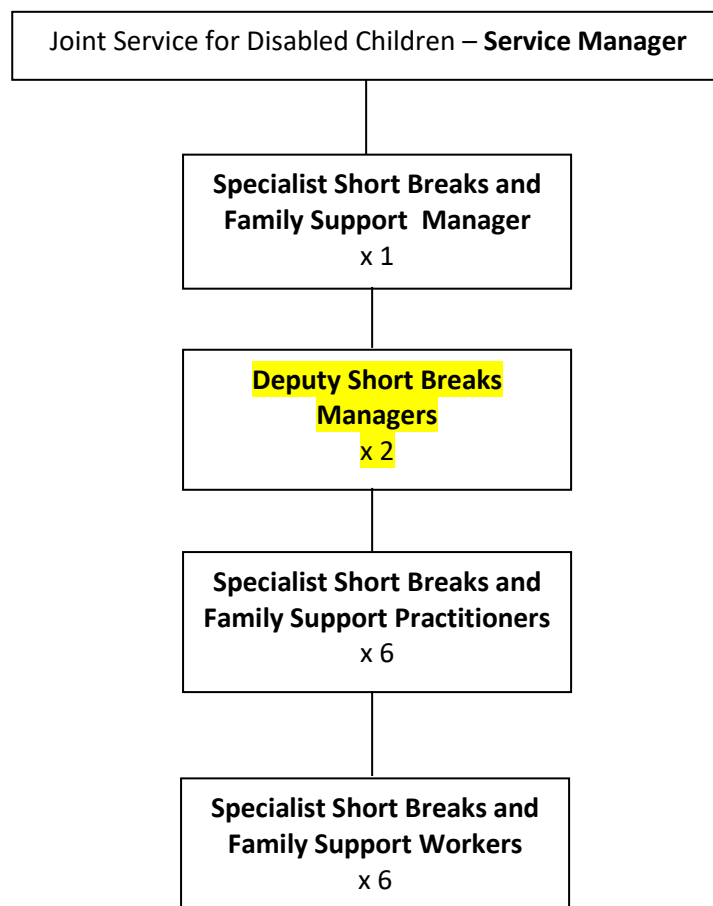 Joint Service for Disabled Children – Service Manager
Specialist Short Breaks and
Family Support Manager
x 1
Deputy Short Breaks
Managers
x 2
Specialist Short Breaks and
Family Support Practitioners
x 6
Specialist Short Breaks and
Family Support Workers
x 6